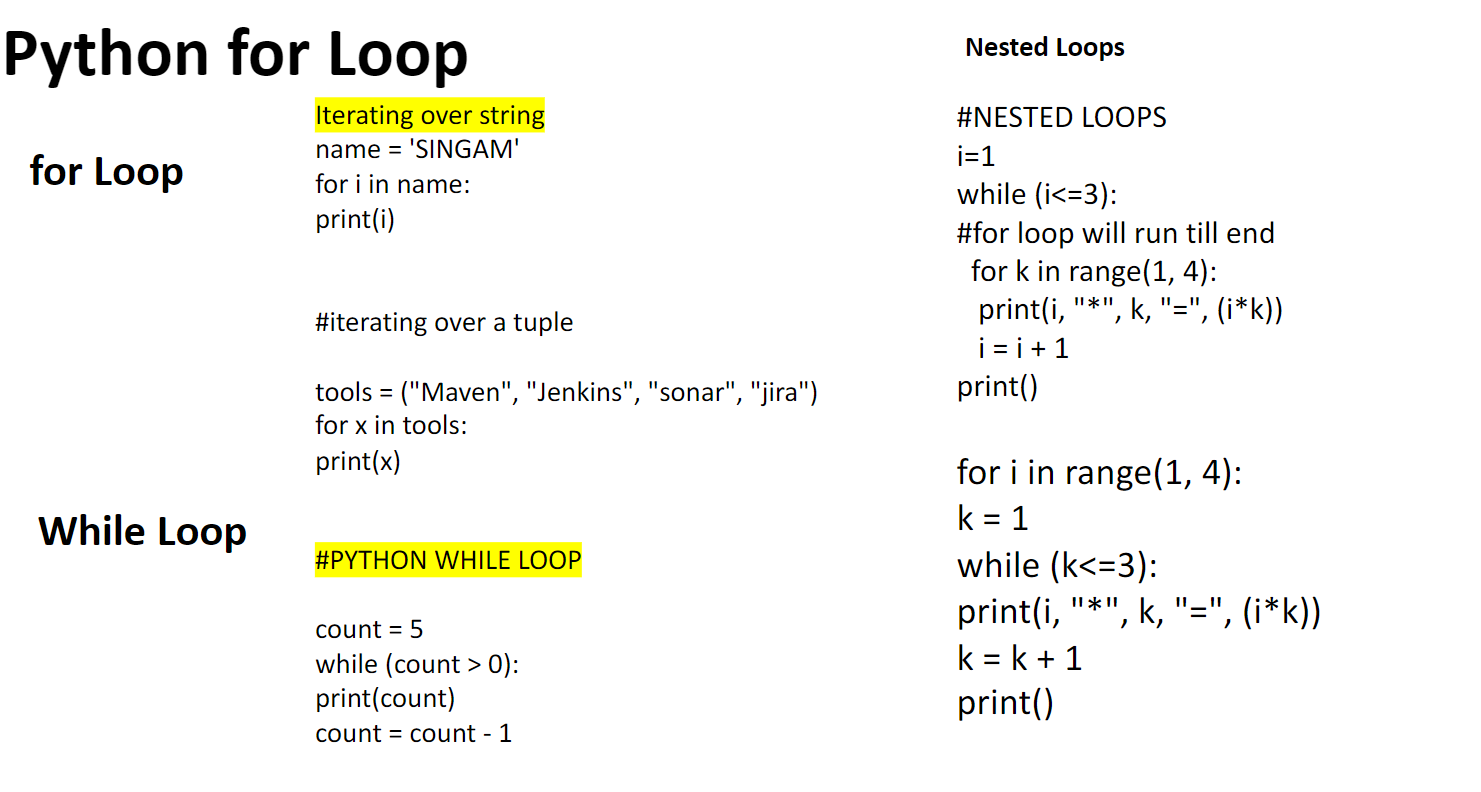 Python for Loop
for Loop
Iterating over string
name = 'SINGAM'
for i in name:
print(i)
#iterating over a tuple
tools = ("Maven", "Jenkins", "sonar", "jira")
for x in tools:
print(x)
While Loop
#PYTHON WHILE LOOP
count = 5
while (count > 0):
print(count)
count = count - 1
Nested Loops
#NESTED LOOPS
i=1
while (i<=3):
#for loop will run till end
  for k in range(1, 4):
   print(i, "*", k, "=", (i*k))
   i = i + 1
print()
for i in range(1, 4):
k = 1
while (k<=3):
print(i, "*", k, "=", (i*k))
k = k + 1
print()